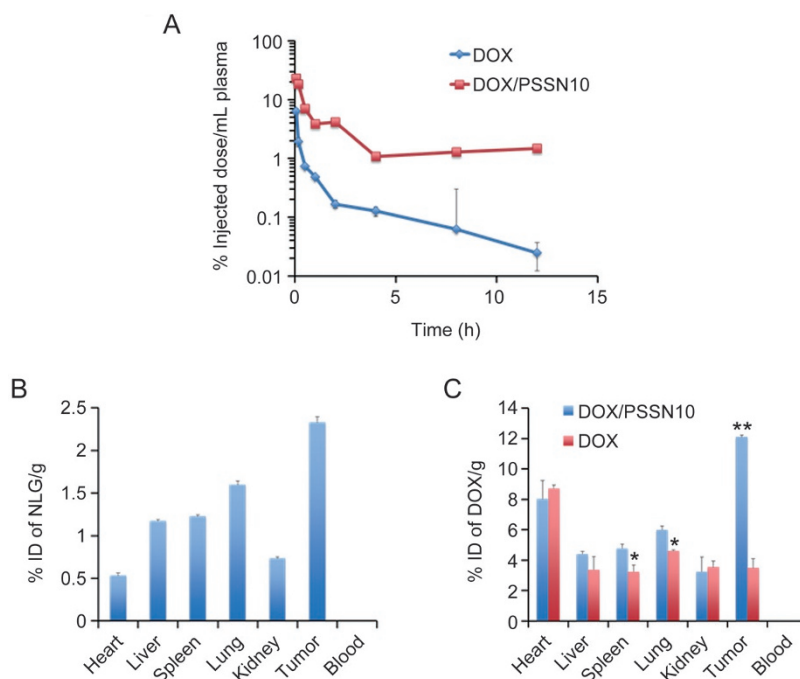 A
100
10
1
0.1
0.01
% Injected dose/mL plasma
DOX
DOX/PSSN10
0
5
10
15
Time (h)
B
2.5
2
1.5
1
0.5
0
% ID of NLG/g
Heart
Liver
Spleen
Lung
Kidney
Tumor
Blood
C
14
12
10
8
6
4
2
0
% ID of DOX/g
DOX/PSSN10
DOX
*
*
**
Heart
Liver
Spleen
Lung
Kidney
Tumor
Blood